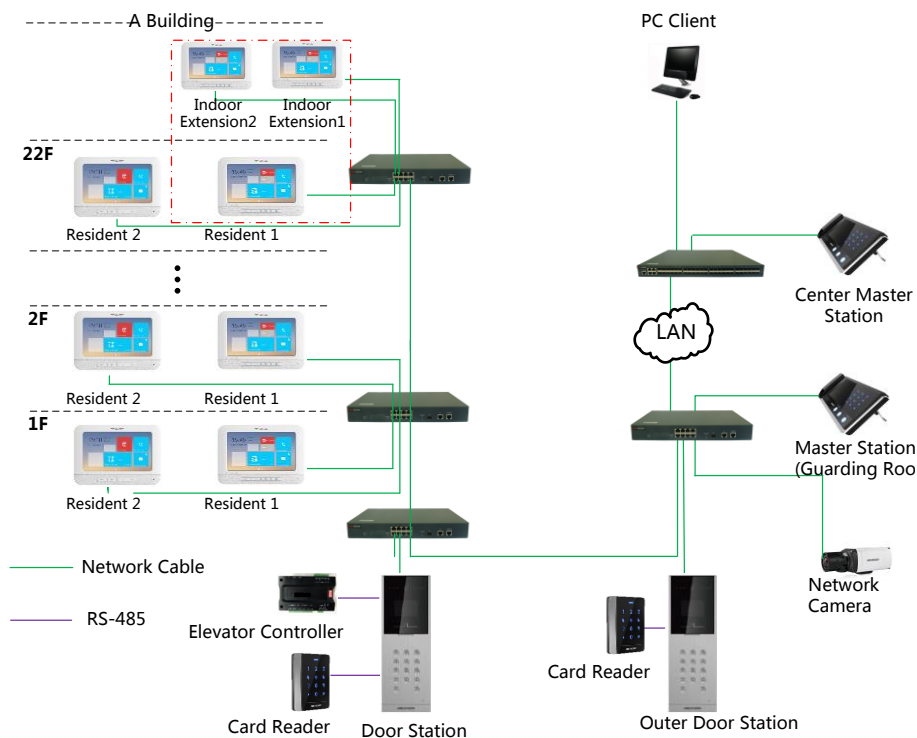 A Building
PC Client
Indoor
Extension2
Indoor
Extension1
22F
Resident 2
Resident 1
Center Master
Station
2F
LAN
Resident 2
Resident 1
1F
Master Station
(Guarding Roo
Resident 2
Resident 1
Network Cable
RS-485
Network
Camera
Elevator Controller
Card Reader
Card Reader
Door Station
Outer Door Station